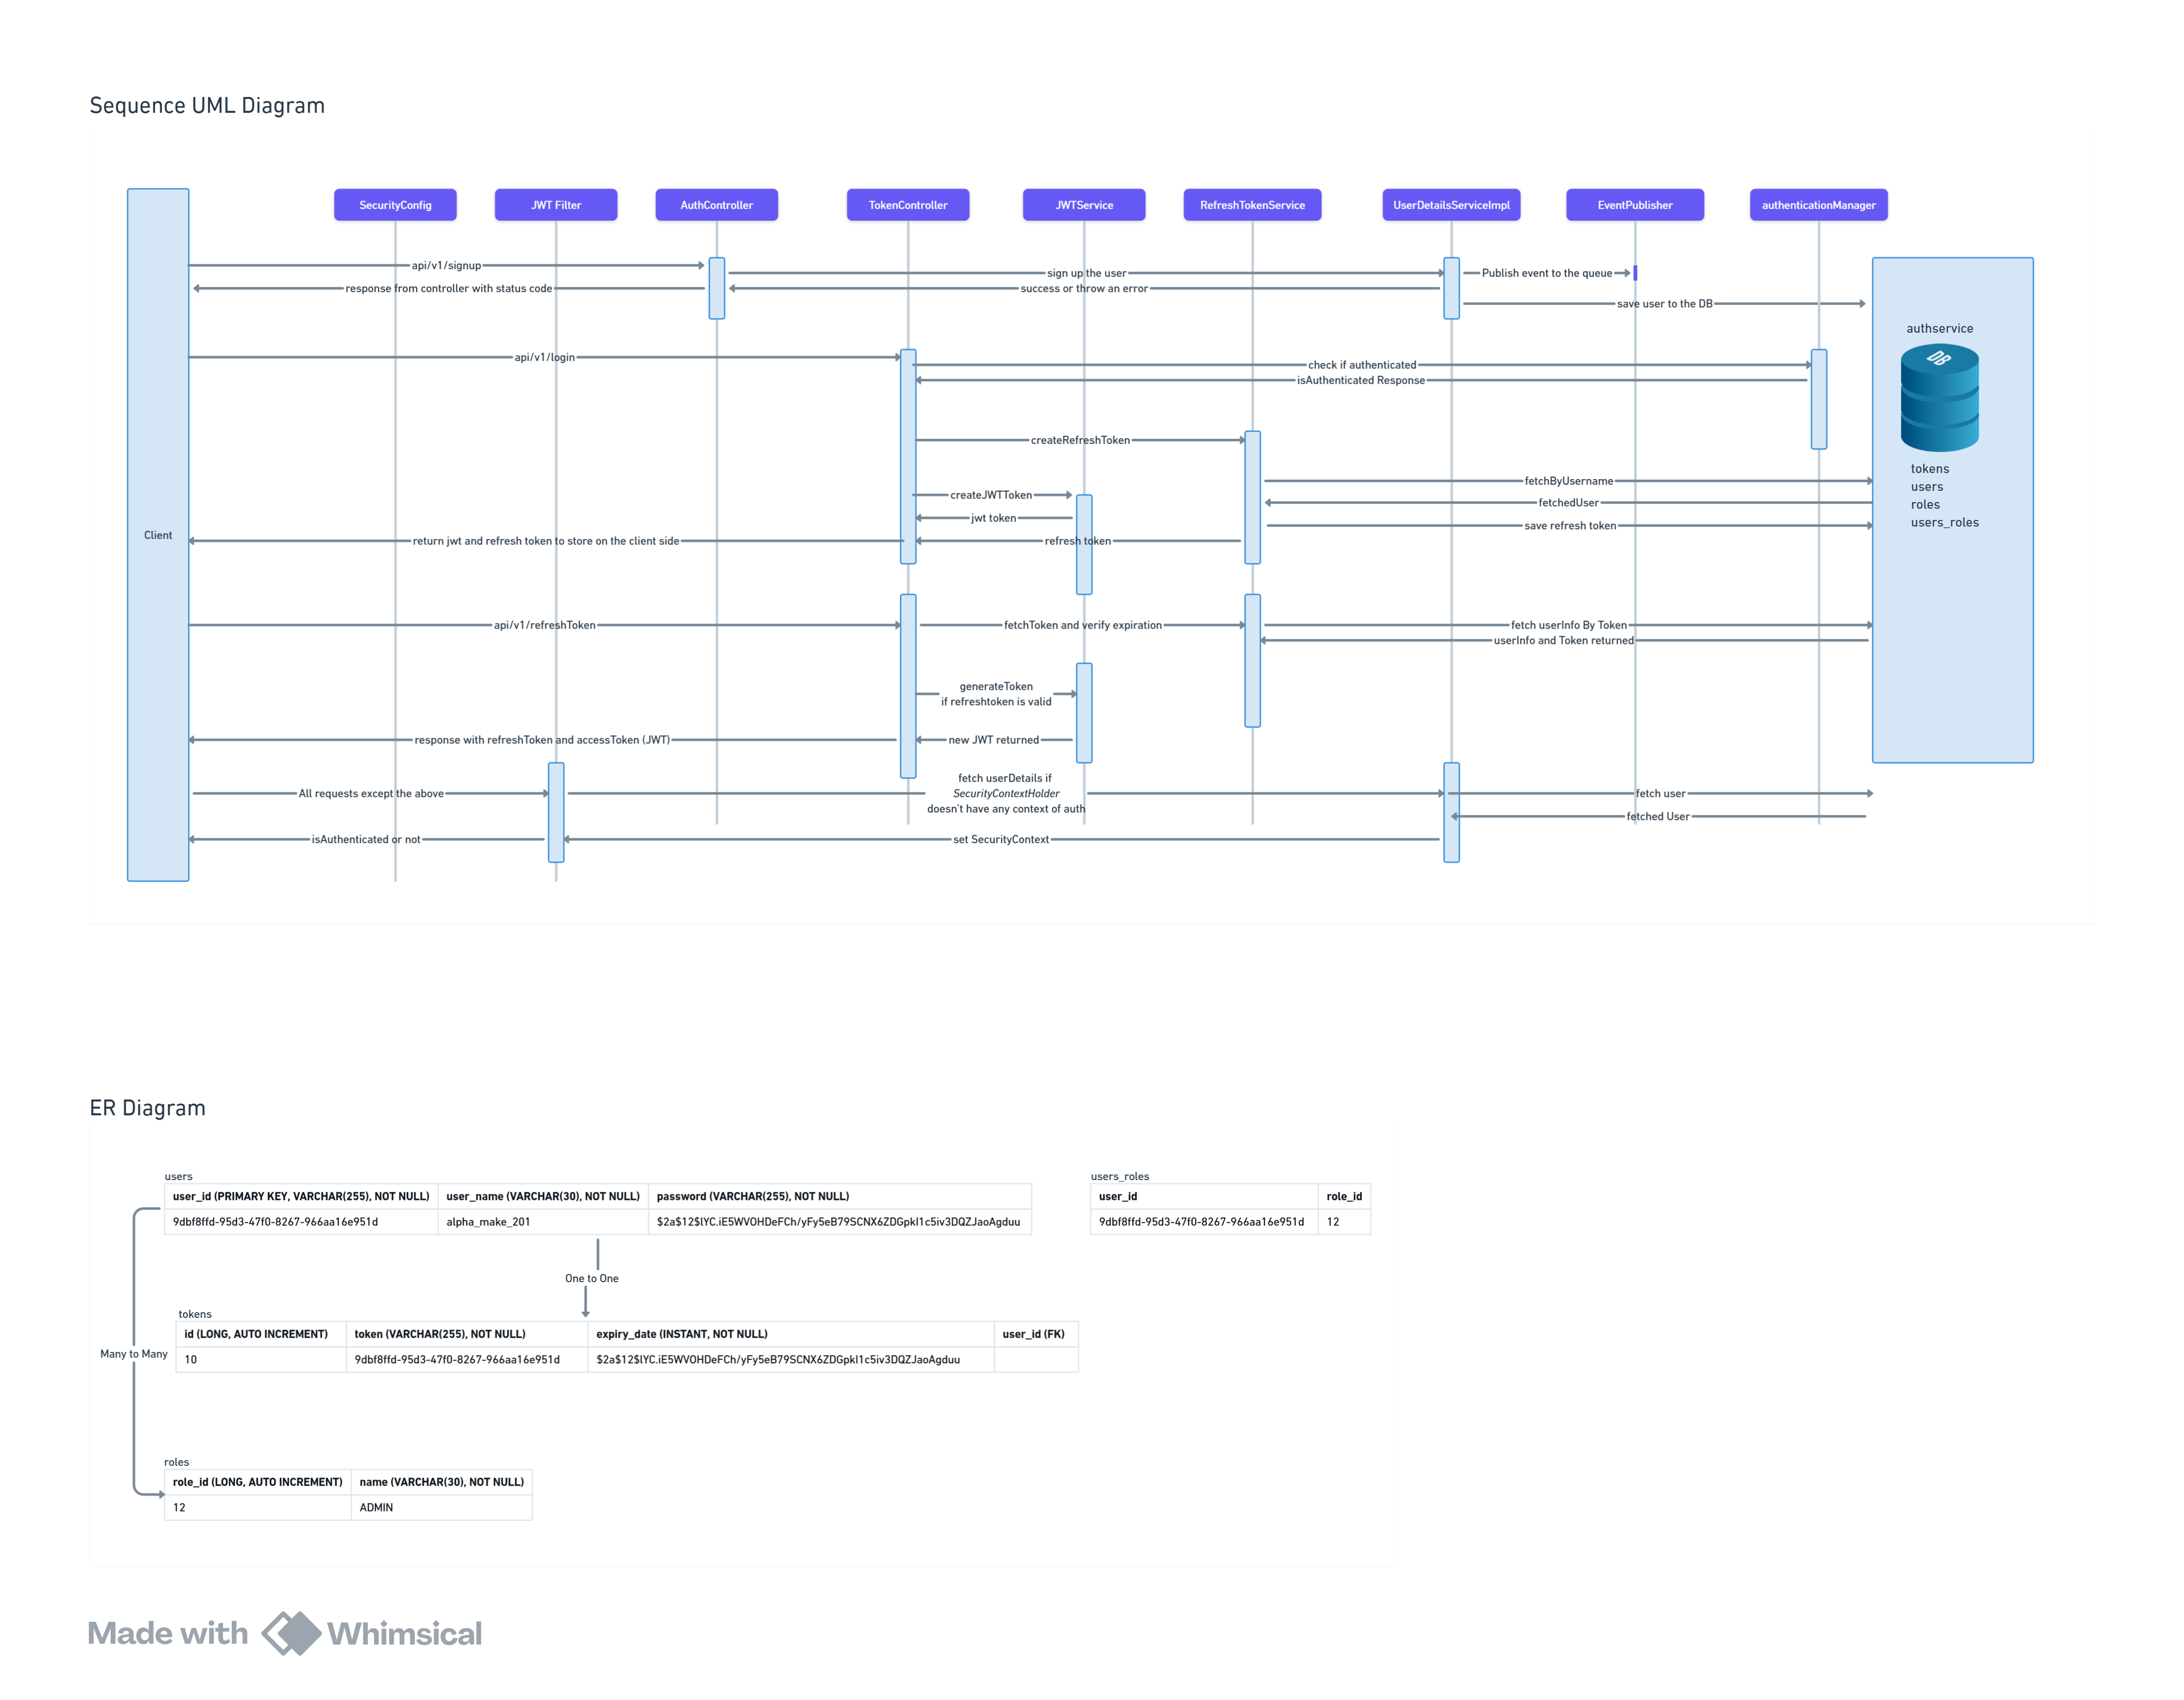 Sequence UML Diagram
SecurityConfig
JWT Filter
AuthController
TokenController
JWTService
RefreshTokenService
UserDetailsServiceImpl
EventPublisher
authenticationManager
api/v1/signup
sign up the user
Publish event to the queue
response from controller with status code
success or throw an error
save user to the DB
authservice
DB
api/v1/login
check if authenticated
isAuthenticated Response
createRefreshToken
tokens
users
roles
users_roles
fetchByUsername
createJWTToken
fetchedUser
jwt token
save refresh token
Client
return jwt and refresh token to store on the client side
refresh token
api/v1/refreshToken
fetchToken and verify expiration
fetch userInfo By Token
userInfo and Token returned
generateToken
if refreshtoken is valid
response with refreshToken and accessToken (JWT)
new JWT returned
fetch userDetails if
SecurityContextHolder
doesn't have any context of auth
All requests except the above
fetch user
fetched User
isAuthenticated or not
set SecurityContext
ER Diagram
users
user_id (PRIMARY KEY, VARCHAR(255), NOT NULL)
user_name (VARCHAR(30), NOT NULL)
password (VARCHAR(255), NOT NULL)
9dbf8ffd-95d3-47f0-8267-966aa16e951d
alpha_make_201
$2a$12$lYC.iE5WVOHDeFCh/yFy5eB79SCNX6ZDGpkI1c5iv3DQZJaoAgduu
users_roles
user_id
role_id
9dbf8ffd-95d3-47f0-8267-966aa16e951d
12
One to One
tokens
id (LONG, AUTO INCREMENT)
token (VARCHAR(255), NOT NULL)
expiry_date (INSTANT, NOT NULL)
user_id (FK)
10
9dbf8ffd-95d3-47f0-8267-966aa16e951d
$2a$12$lYC.iE5WVOHDeFCh/yFy5eB79SCNX6ZDGpkI1c5iv3DQZJaoAgduu
Many to Many
roles
role_id (LONG, AUTO INCREMENT)
name (VARCHAR(30), NOT NULL)
12
ADMIN
Made with Whimsical